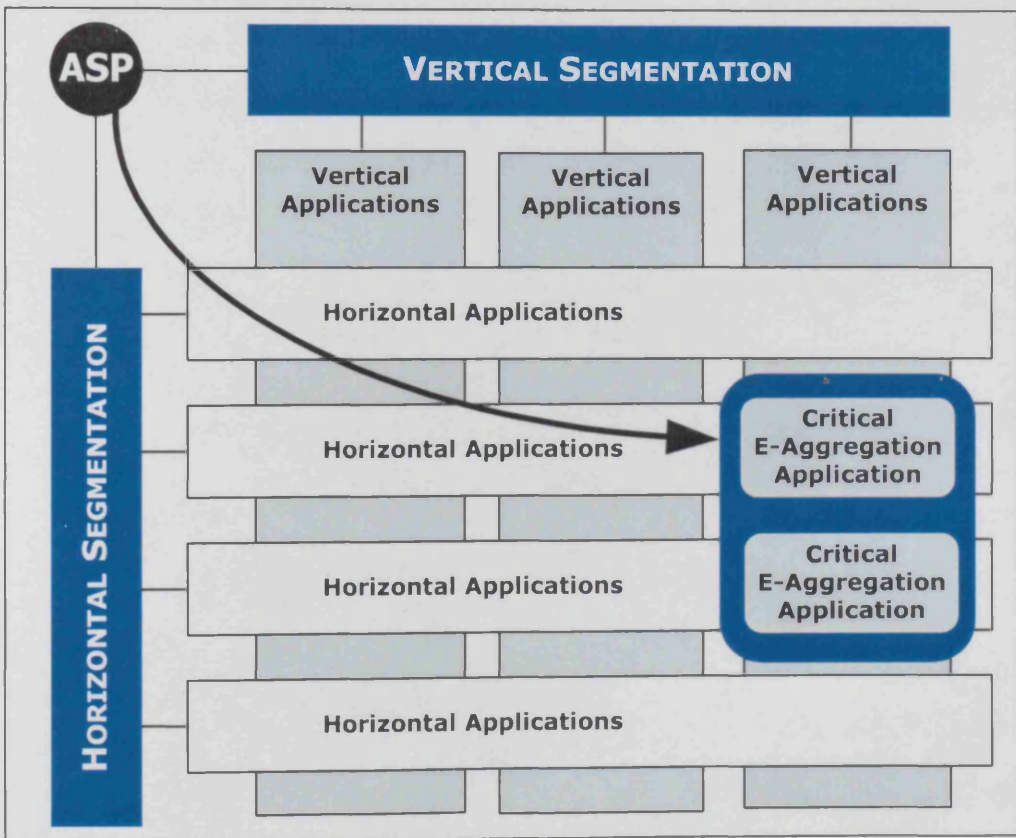 ASP
VERTICAL SEGMENTATION
Vertical
Applications
Vertical
Applications
Vertical
Applications
HORIZONTAL SEGMENTATION
Horizontal Applications
Horizontal Applications
Critical
E-Aggregation
Application
Horizontal Applications
Critical
E-Aggregation
Application
Horizontal Applications